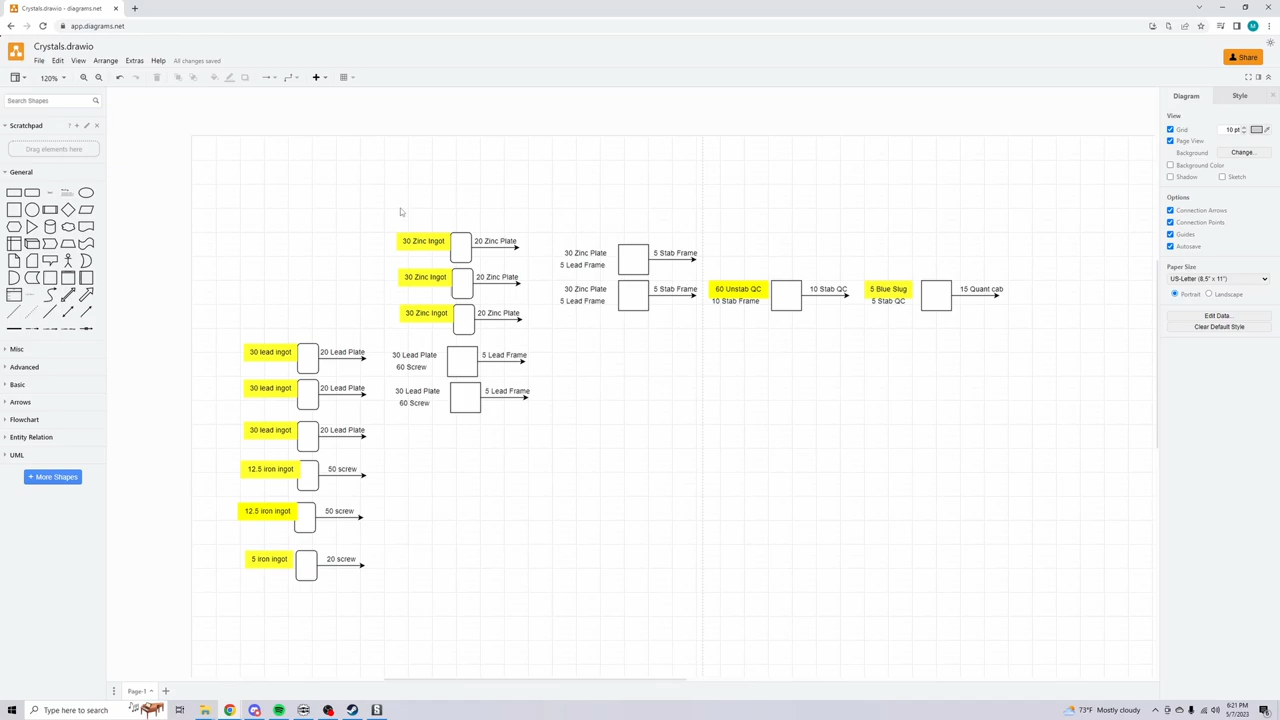 Crystals.drawio - diagrams.net
app.diagrams.net
M
Crystals.drawio
File Edit View Arrange Extras Help All changes saved
Share
120%
Search Shapes
Scratchpad
Drag elements here
General
Misc
Advanced
Basic
Arrows
Flowchart
Entity Relation
UML
+ More Shapes
30 Zinc Ingot 20 Zinc Plate
30 Zinc Ingot 20 Zinc Plate
30 Zinc Ingot 20 Zinc Plate
30 Zinc Plate 5 Stab Frame
5 Lead Frame
30 Zinc Plate 5 Stab Frame
5 Lead Frame
60 Unstab QC 10 Stab QC
10 Stab Frame
5 Blue Slug 15 Quant cab
5 Stab QC
30 lead ingot 20 Lead Plate
30 lead ingot 20 Lead Plate
30 lead ingot 20 Lead Plate
30 Lead Plate 5 Lead Frame
60 Screw
30 Lead Plate 5 Lead Frame
60 Screw
12.5 iron ingot 50 screw
12.5 iron ingot 50 screw
5 iron ingot 20 screw
Diagram Style
View
Grid 10 pt
Page View
Background Change...
Background Color
Shadow Sketch
Options
Connection Arrows
Connection Points
Guides
Autosave
Paper Size
US-Letter (8,5" x 11")
Portrait Landscape
Edit Data...
Clear Default Style
Page-1
Type here to search
73°F Mostly cloudy
6:21 PM
5/7/2023